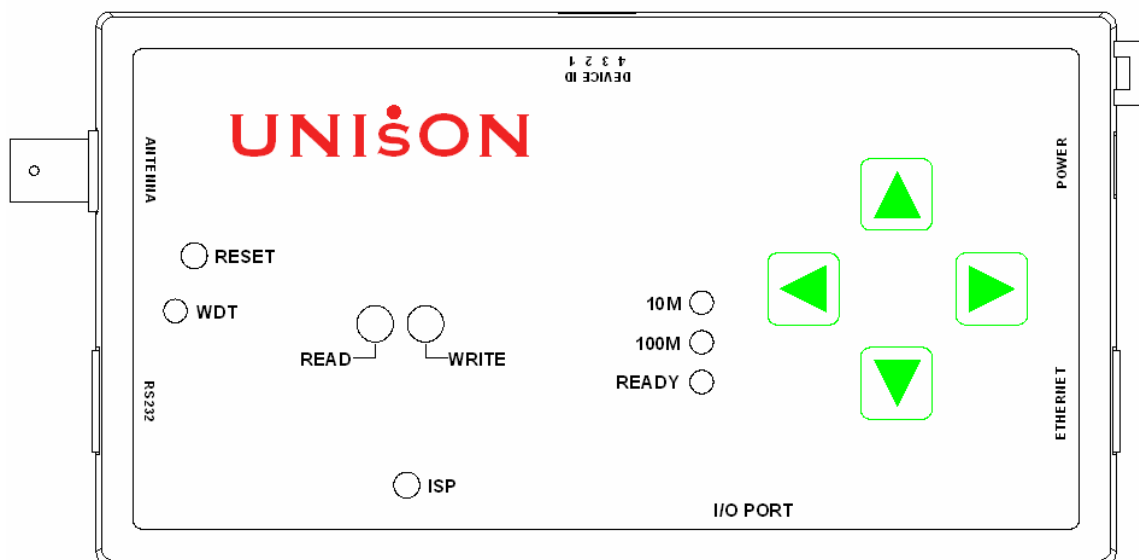 4 3 2 1
DEVICE ID
UNISON
ANTENNA
POWER
RESET
WDT
10M
100M
READY
READ
WRITE
RS232
ETHERNET
ISP
I/O PORT